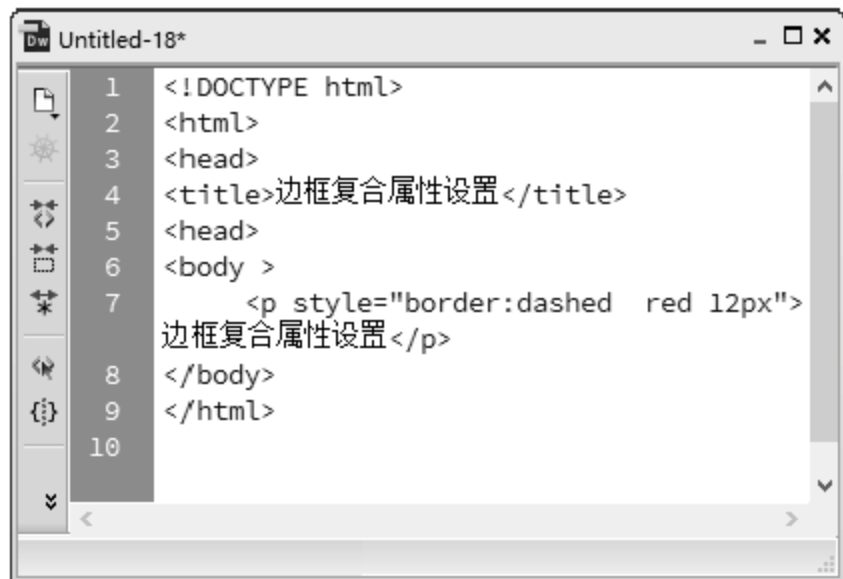 Dw Untitled-18*
1 <!DOCTYPE html>
2 <html>
3 <head>
4 <title>边框复合属性设置</title>
5 <head>
6 <body >
7 <p style="border:dashed  red 12px">
边框复合属性设置</p>
8 </body>
9 </html>
10